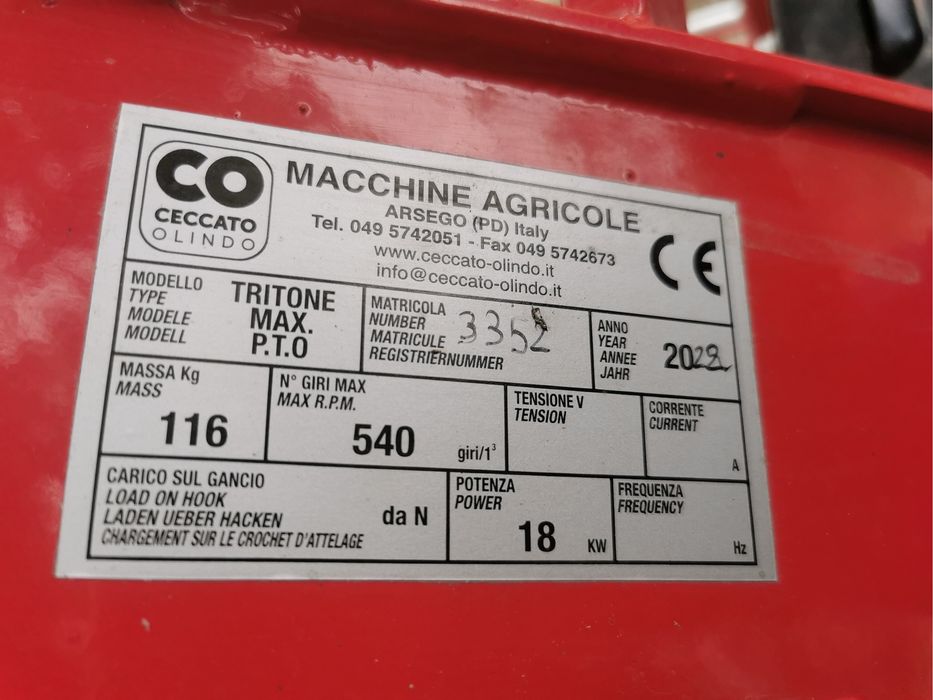 CO
CECCATO
OLINDO
MACCHINE AGRICOLE
ARSEGO (PD) Italy
Tel. 049 5742051 - Fax 049 5742673
www.ceccato-olindo.it
info@ceccato-olindo.it
CE
MODELLO
TYPE
MODELE
MODELL
TRITONE
MAX.
P.T.O
MATRICOLA
NUMBER
MATRICULE
REGISTRIERNUMMER
3352
ANNO
YEAR
ANNEE
JAHR
MASSA Kg
MASS
116
N° GIRI MAX
MAX R.P.M.
540
giri/1³
TENSIONE V
TENSION
CORRENTE
CURRENT
A
CARICO SUL GANCIO
LOAD ON HOOK
LADEN UEBER HACKEN
CHARGEMENT SUR LE CROCHET D'ATTELAGE
da N
POTENZA
POWER
18 KW
FREQUENZA
FREQUENCY
Hz